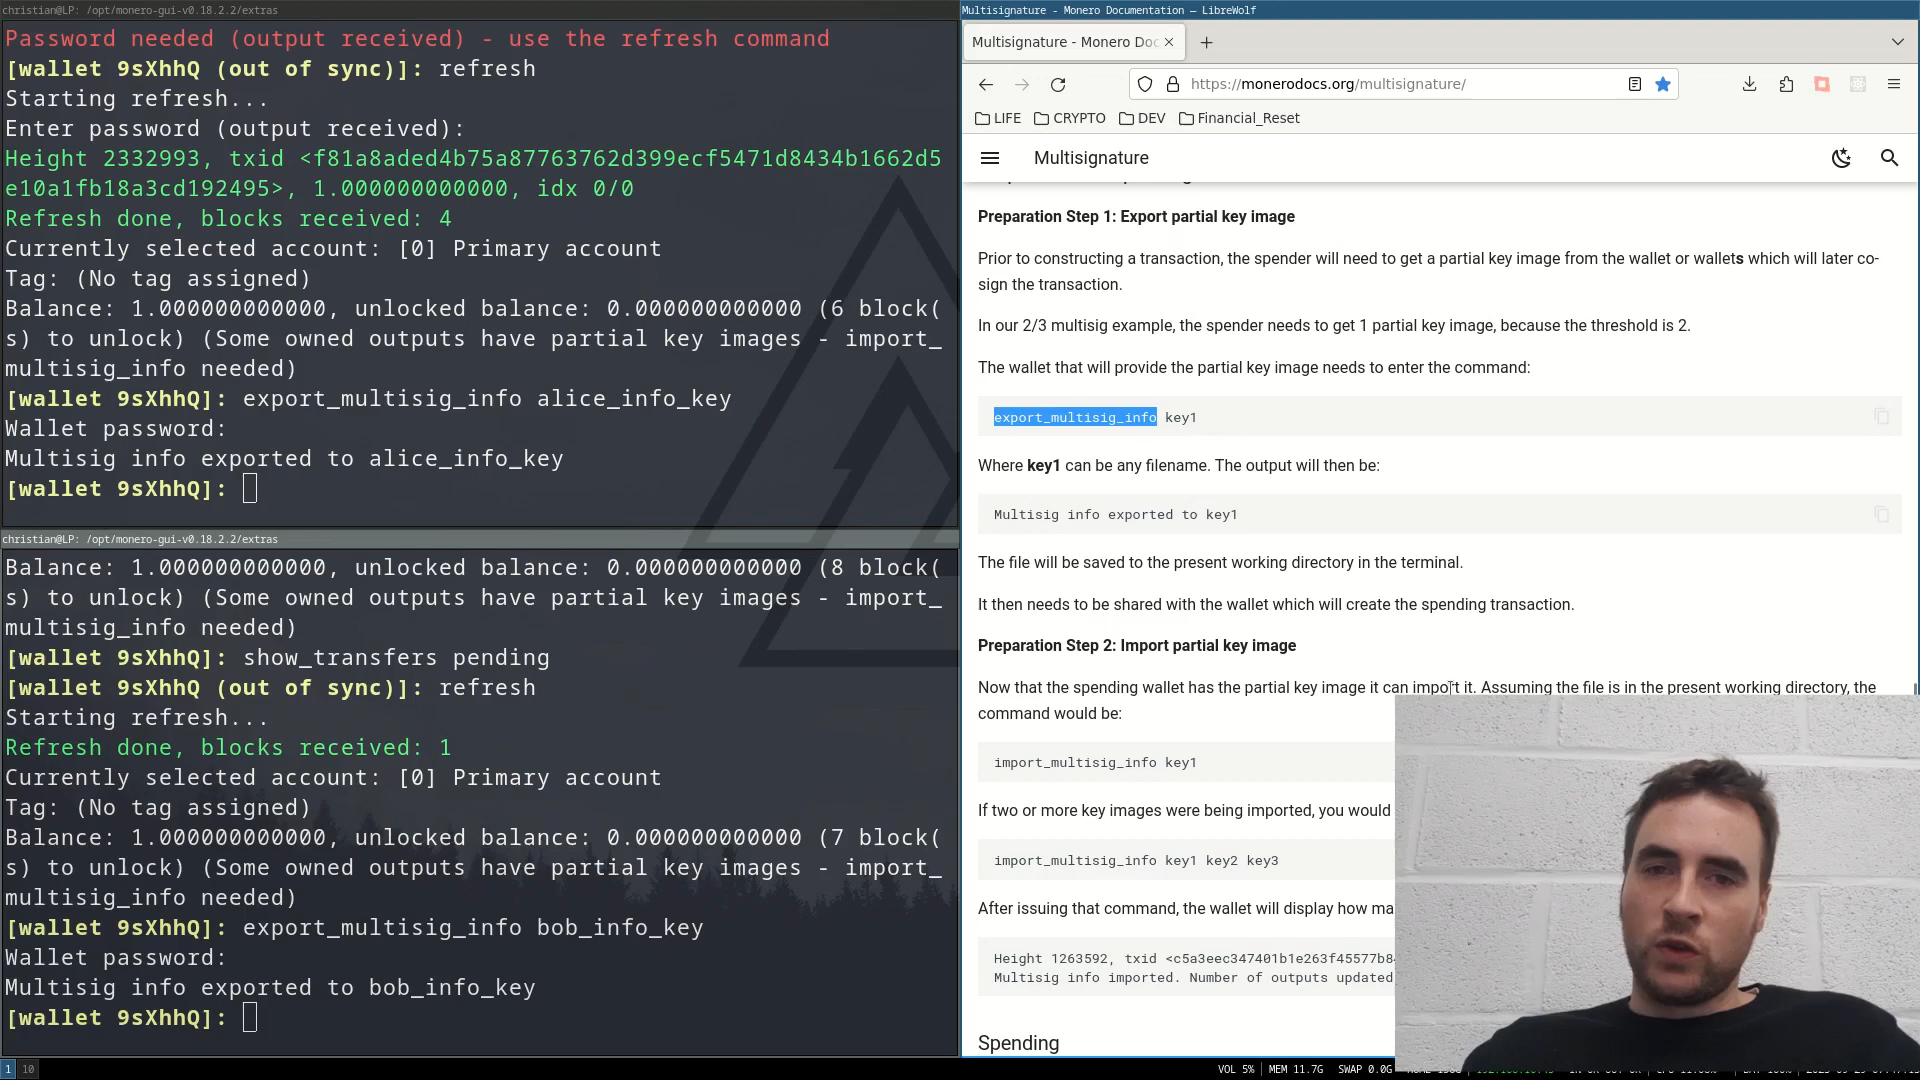 christian@LP: /opt/monero-gui-v0.18.2.2/extras
Password needed (output received) - use the refresh command
[wallet 9sXhhQ (out of sync)]: refresh
Starting refresh...
Enter password (output received):
Height 2332993, txid <f81a8aded4b75a87763762d399ecf5471d8434b1662d5
e10a1fb18a3cd192495>, 1.000000000000, idx 0/0
Refresh done, blocks received: 4
Currently selected account: [0] Primary account
Tag: (No tag assigned)
Balance: 1.000000000000, unlocked balance: 0.000000000000 (6 block(
s) to unlock) (Some owned outputs have partial key images - import_
multisig_info needed)
[wallet 9sXhhQ]: export_multisig_info alice_info_key
Wallet password:
Multisig info exported to alice_info_key
[wallet 9sXhhQ]:
christian@LP: /opt/monero-gui-v0.18.2.2/extras
Balance: 1.000000000000, unlocked balance: 0.000000000000 (8 block(
s) to unlock) (Some owned outputs have partial key images - import_
multisig_info needed)
[wallet 9sXhhQ]: show_transfers pending
[wallet 9sXhhQ (out of sync)]: refresh
Starting refresh...
Refresh done, blocks received: 1
Currently selected account: [0] Primary account
Tag: (No tag assigned)
Balance: 1.000000000000, unlocked balance: 0.000000000000 (7 block(
s) to unlock) (Some owned outputs have partial key images - import_
multisig_info needed)
[wallet 9sXhhQ]: export_multisig_info bob_info_key
Wallet password:
Multisig info exported to bob_info_key
[wallet 9sXhhQ]:
Multisignature - Monero Documentation — LibreWolf
Multisignature - Monero Doc
https://monerodocs.org/multisignature/
LIFE CRYPTO DEV Financial_Reset
Multisignature
Preparation Step 1: Export partial key image
Prior to constructing a transaction, the spender will need to get a partial key image from the wallet or wallets which will later co-
sign the transaction.
In our 2/3 multisig example, the spender needs to get 1 partial key image, because the threshold is 2.
The wallet that will provide the partial key image needs to enter the command:
export_multisig_info key1
Where key1 can be any filename. The output will then be:
Multisig info exported to key1
The file will be saved to the present working directory in the terminal.
It then needs to be shared with the wallet which will create the spending transaction.
Preparation Step 2: Import partial key image
Now that the spending wallet has the partial key image it can import it. Assuming the file is in the present working directory, the
command would be:
import_multisig_info key1
If two or more key images were being imported, you would
import_multisig_info key1 key2 key3
After issuing that command, the wallet will display how ma
Height 1263592, txid <c5a3eec347401b1e263f45577b8
Multisig info imported. Number of outputs updated
Spending
1 10
VOL 5% | MEM 11.7G SWAP 0.0G